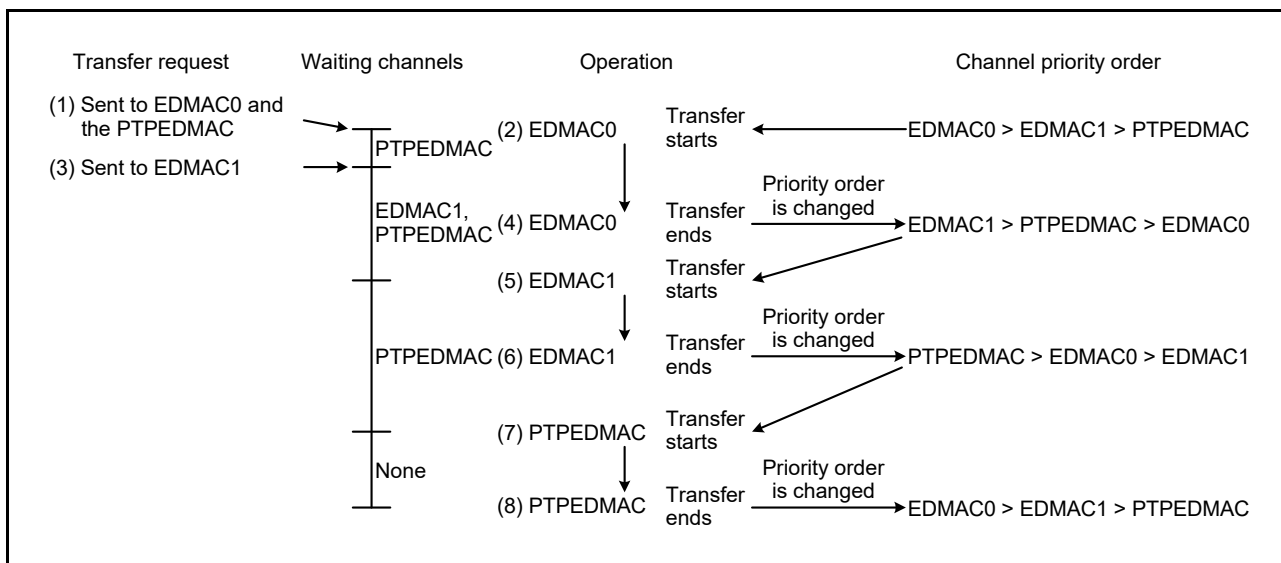 Transfer request Waiting channels Operation Channel priority order
(1) Sent to EDMAC0 and
the PTPEDMAC
(2) EDMAC0 Transfer
starts
EDMAC0 > EDMAC1 > PTPEDMAC
PTPEDMAC
(3) Sent to EDMAC1
EDMAC1,
PTPEDMAC
(4) EDMAC0 Transfer
ends
Priority order
is changed
EDMAC1 > PTPEDMAC > EDMAC0
(5) EDMAC1 Transfer
starts
PTPEDMAC
(6) EDMAC1 Transfer
ends
Priority order
is changed
PTPEDMAC > EDMAC0 > EDMAC1
(7) PTPEDMAC Transfer
starts
None
(8) PTPEDMAC Transfer
ends
Priority order
is changed
EDMAC0 > EDMAC1 > PTPEDMAC